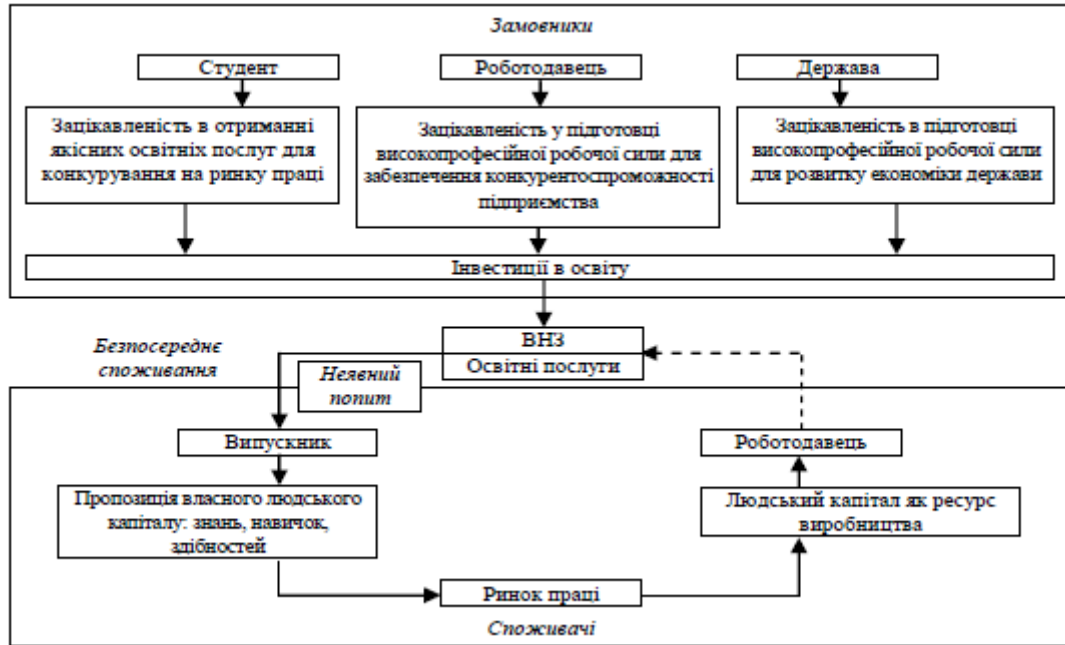 Замовники
Студент
Роботодавець
Держава
Зацікавленість в отриманні
якісних освітніх послуг для
конкурування на ринку праці
Зацікавленість у підготовці
високопрофесійної робочої сили для
забезпечення конкурентоспроможності
підприємства
Зацікавленість в підготовці
високопрофесійної робочої сили
для розвитку економіки держави
Інвестиції в освіту
ВНЗ
Освітні послуги
Безпосереднє
споживання
Неявний
попит
Випускник
Роботодавець
Пропозиція власного людського
капіталу: знань, навичок,
здібностей
Людський капітал як ресурс
виробництва
Ринок праці
Споживачі